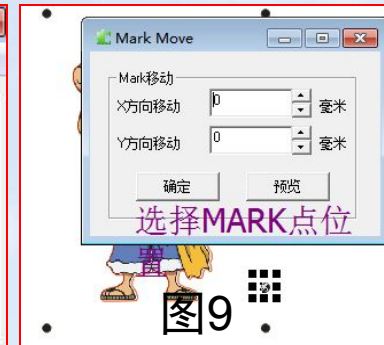 Mark Move
Mark移动
X方向移动 0 毫米
Y方向移动 0 毫米
确定 预览
选择MARK点位
置
图9